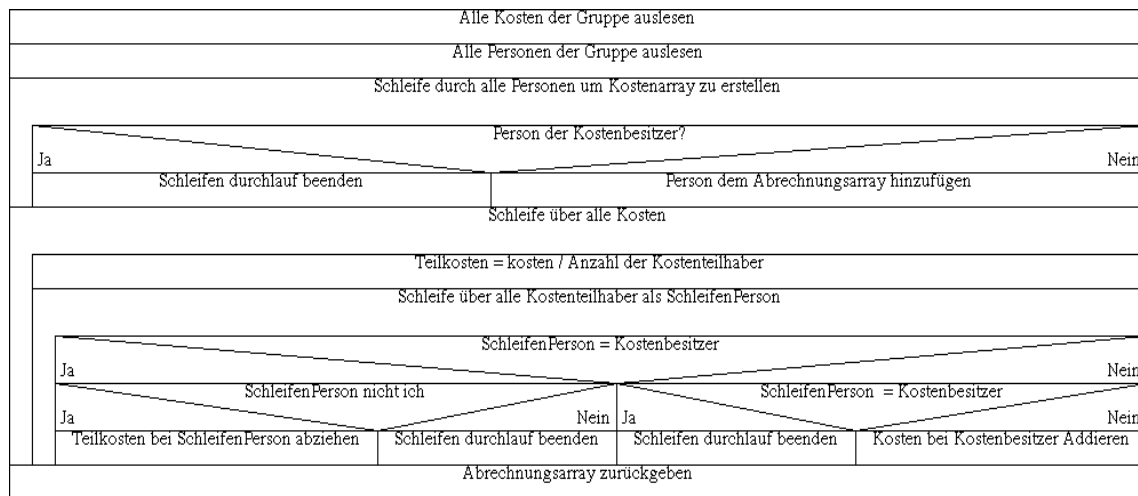 Alle Kosten der Gruppe auslesen
Alle Personen der Gruppe auslesen
Schleife durch alle Personen um Kostenarray zu erstellen
Person der Kostenbesitzer?
Ja
Nein
Schleifen durchlauf beenden
Person dem Abrechnungsarray hinzufügen
Schleife über alle Kosten
Teilkosten = kosten / Anzahl der Kostenteilhaber
Schleife über alle Kostenteilhaber als SchleifenPerson
SchleifenPerson = Kostenbesitzer
Ja
Nein
SchleifenPerson nicht ich
SchleifenPerson = Kostenbesitzer
Ja
Nein
Ja
Nein
Teilkosten bei SchleifenPerson abziehen
Schleifen durchlauf beenden
Schleifen durchlauf beenden
Kosten bei Kostenbesitzer Addieren
Abrechnungsarray zurückgeben